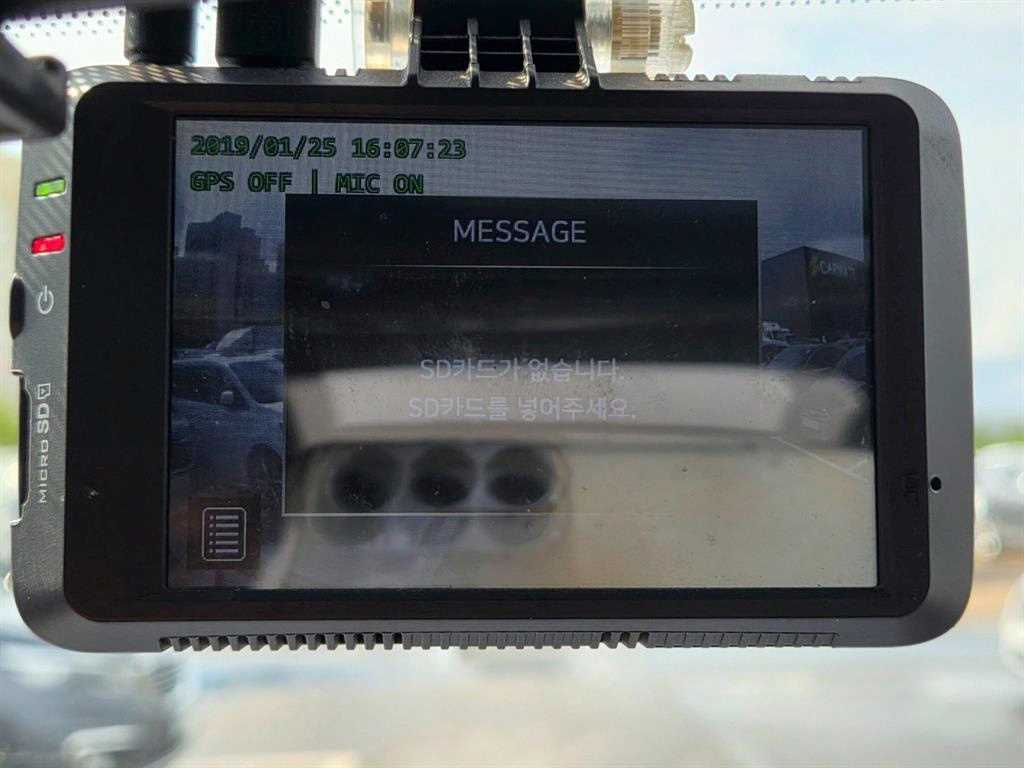 2019/01/25 16:07:23
GPS OFF | MIC ON
MESSAGE
SD카드가 없습니다.
SD카드를 넣어주세요.
MICRO SD